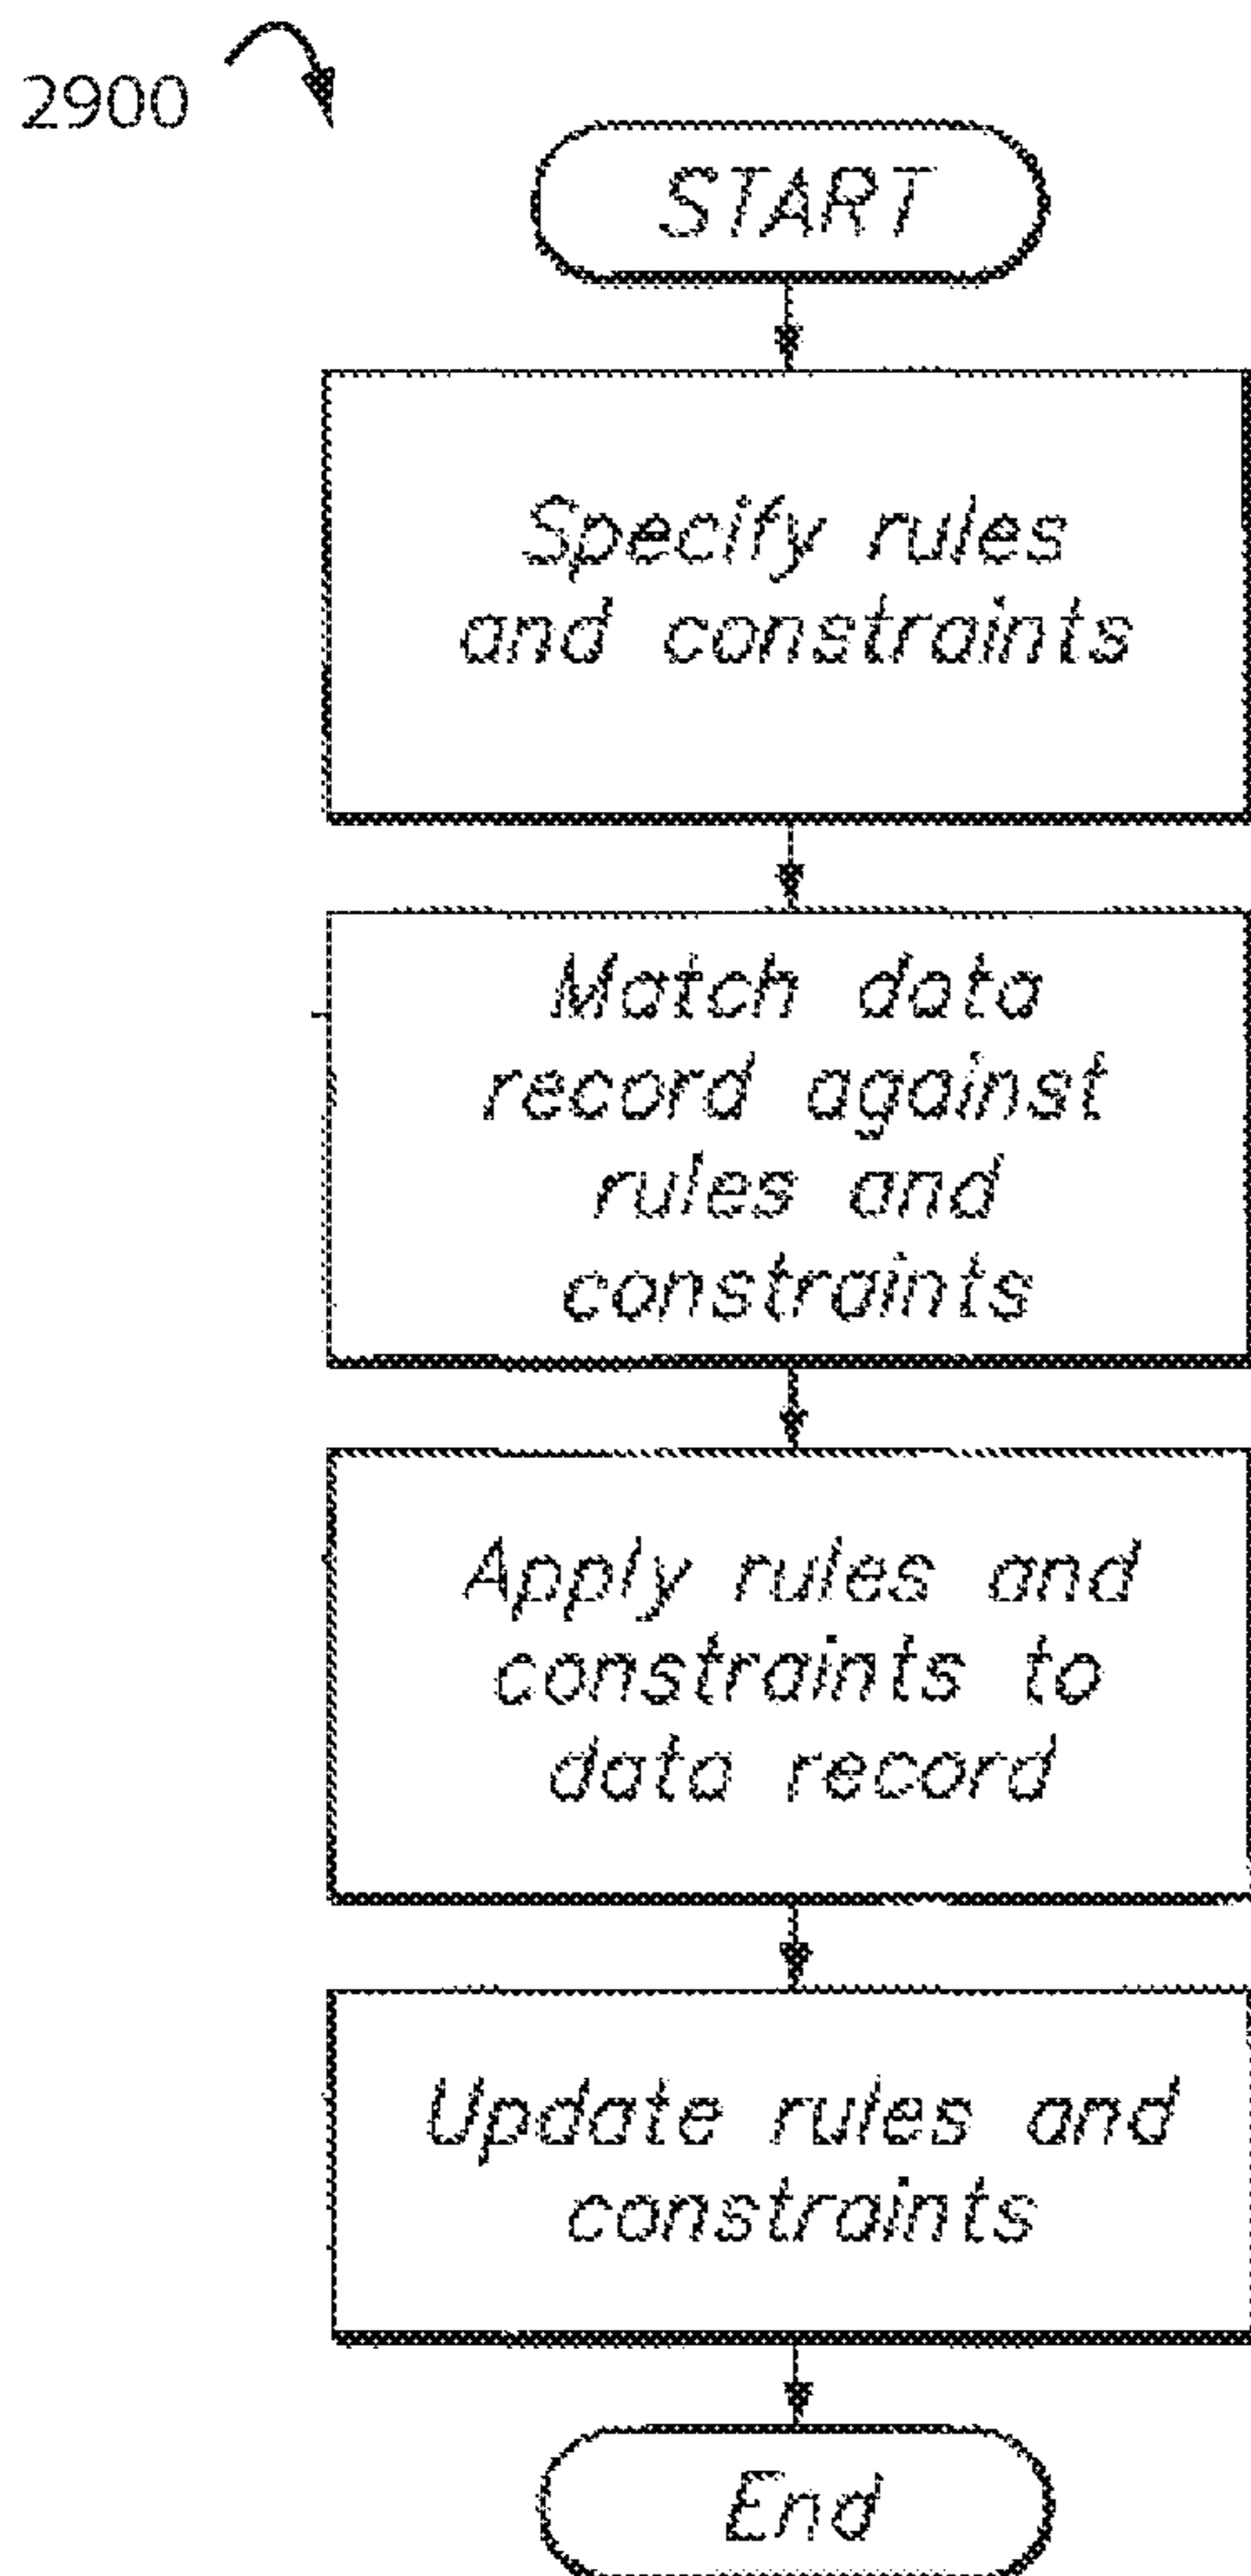 2900
START
Specify rules
and constraints
Match data
record against
rules and
constraints
Apply rules and
constraints to
data record
Update rules and
constraints
End